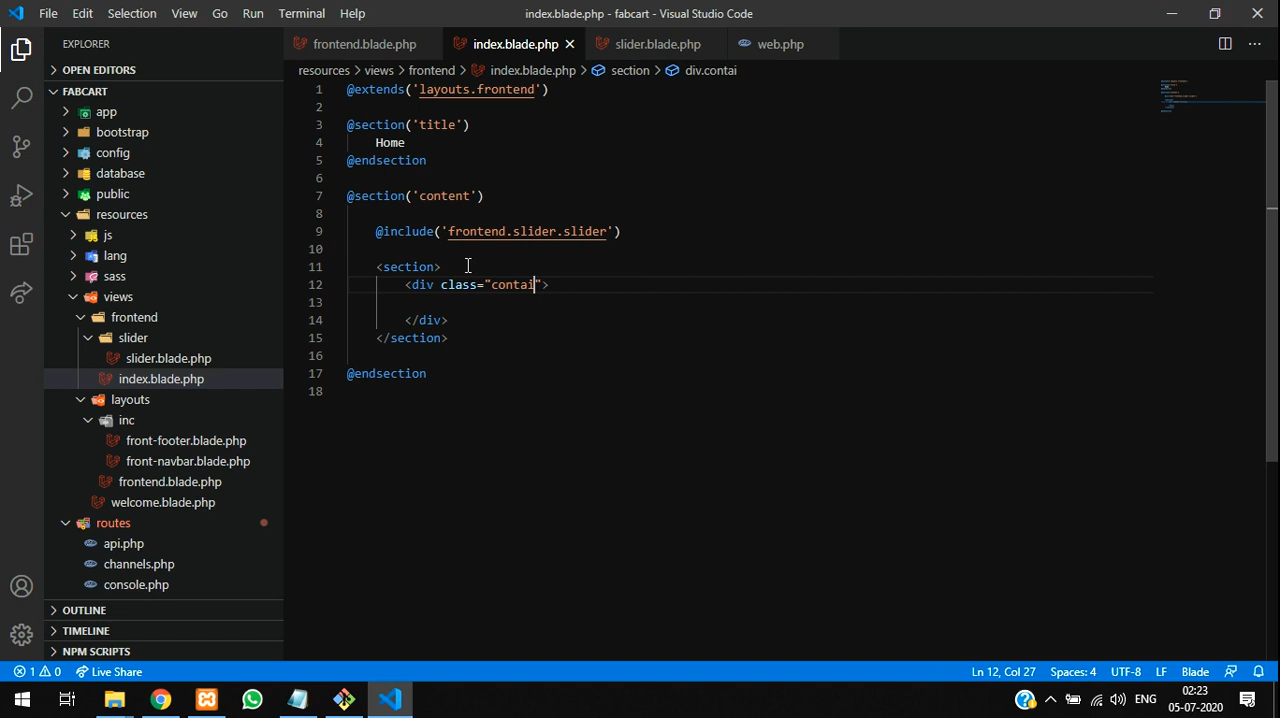 File Edit Selection View Go Run Terminal Help index.blade.php - fabcart - Visual Studio Code
EXPLORER
frontend.blade.php index.blade.php slider.blade.php web.php
OPEN EDITORS
resources > views > frontend > index.blade.php > section > div.contai
FABCART
app
bootstrap
config
database
public
resources
js
lang
sass
views
frontend
slider
slider.blade.php
index.blade.php
layouts
inc
front-footer.blade.php
front-navbar.blade.php
frontend.blade.php
welcome.blade.php
routes
api.php
channels.php
console.php
OUTLINE
TIMELINE
NPM SCRIPTS
1 @extends('layouts.frontend')
2
3 @section('title')
4 Home
5 @endsection
6
7 @section('content')
8
9 @include('frontend.slider.slider')
10
11 <section>
12 <div class="contai">
13
14 </div>
15 </section>
16
17 @endsection
18
1 0 Live Share Ln 12, Col 27 Spaces: 4 UTF-8 LF Blade
ENG 02:23
05-07-2020